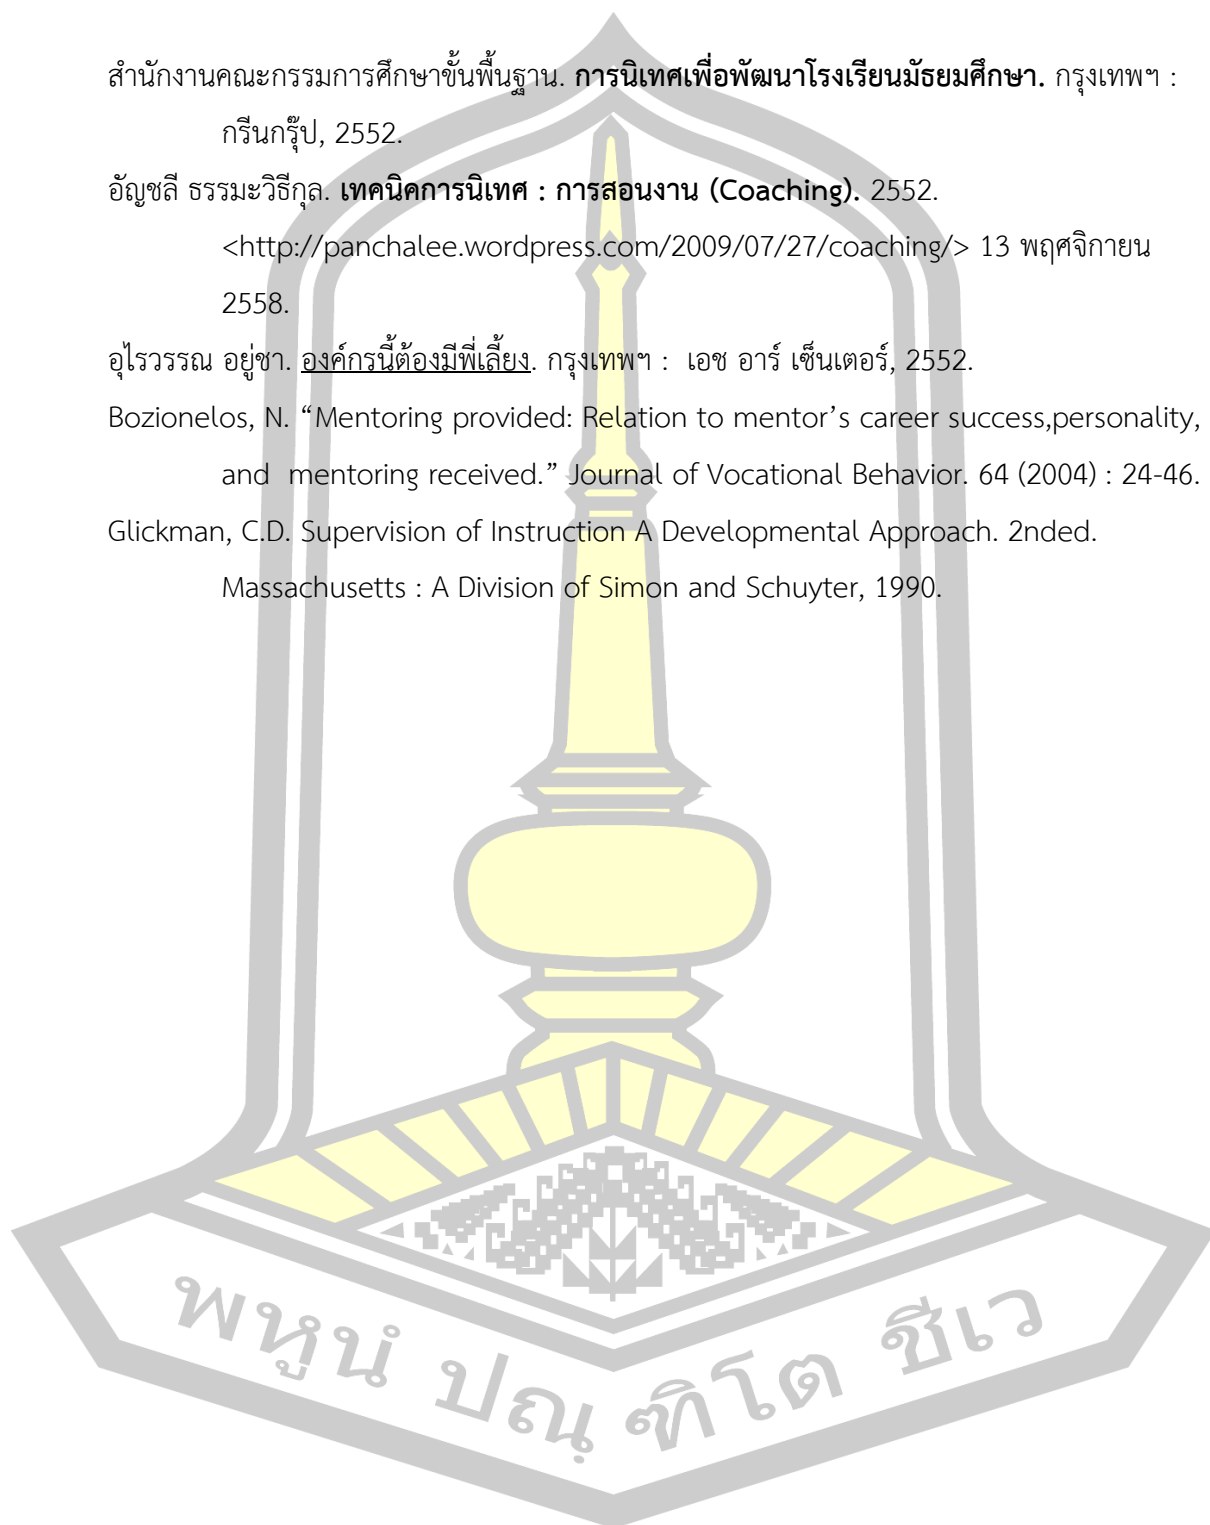 สำนักงานคณะกรรมการศึกษาขั้นพื้นฐาน. การนิเทศเพื่อพัฒนาโรงเรียนมัธยมศึกษา. กรุงเทพฯ :
กรีนกรุ๊ป, 2552.
อัญชลี ธรรมะวิธีกุล. เทคนิคการนิเทศ : การสอนงาน (Coaching). 2552.
<http://panchalee.wordpress.com/2009/07/27/coaching/> 13 พฤศจิกายน
2558.
อุไรวรรณ อยู่ชา. องค์กรนี้ต้องมีพี่เลี้ยง. กรุงเทพฯ : เอช อาร์ เซ็นเตอร์, 2552.
Bozionelos, N. “Mentoring provided: Relation to mentor’s career success,personality,
and mentoring received.” Journal of Vocational Behavior. 64 (2004) : 24-46.
Glickman, C.D. Supervision of Instruction A Developmental Approach. 2nded.
Massachusetts : A Division of Simon and Schuyter, 1990.
พหูนํ ปณฺฑิโต ชีเว